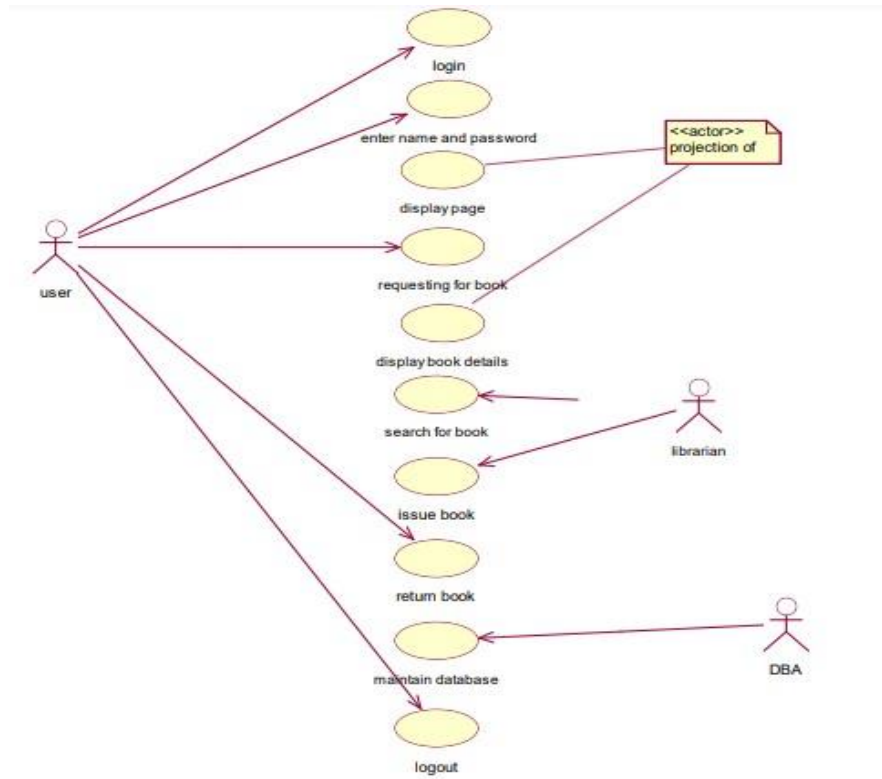 login
enter name and password
<<actor>>
projection of
display page
user
requesting for book
display book details
search for book
librarian
issue book
return book
DBA
maintain database
logout